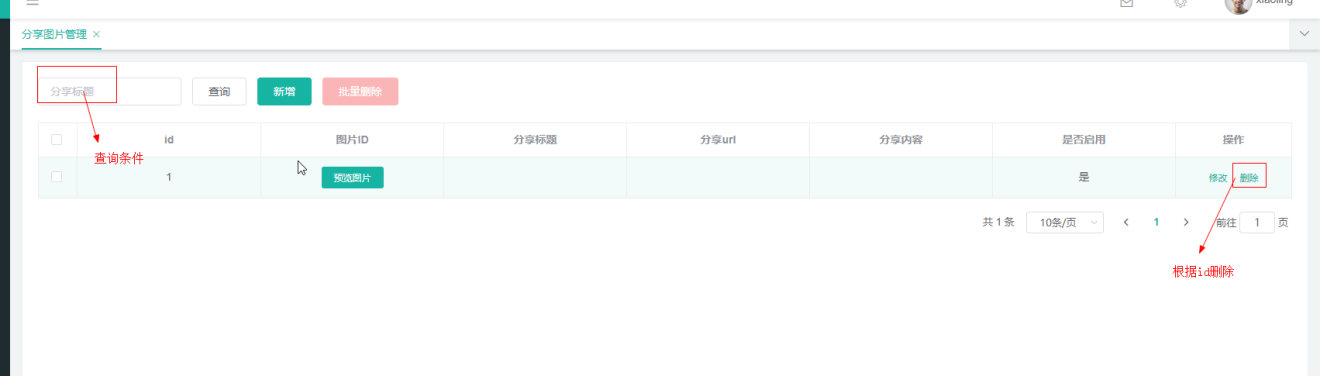 xiaoling
分享图片管理 ×
分享标题
查询
新增
批量删除
查询条件
id 图片ID 分享标题 分享url 分享内容 是否启用 操作
1 预览图片 是 修改 删除
共 1 条 10条/页 1 前往 1 页
根据id删除